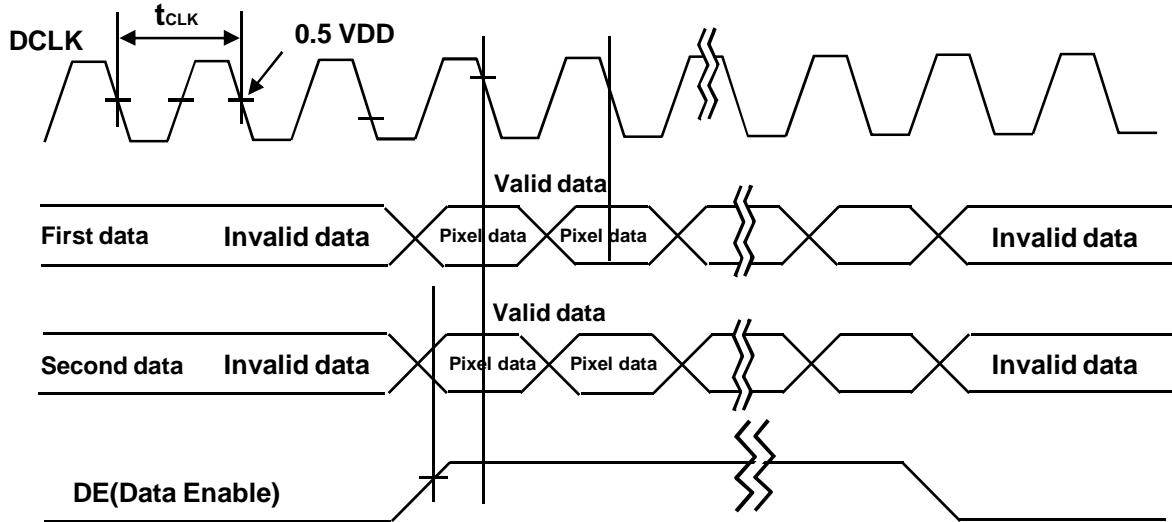 tCLK
DCLK
0.5 VDD
Valid data
First data
Invalid data
Pixel data
Pixel data
Invalid data
Valid data
Second data
Invalid data
Pixel data
Pixel data
Invalid data
DE(Data Enable)